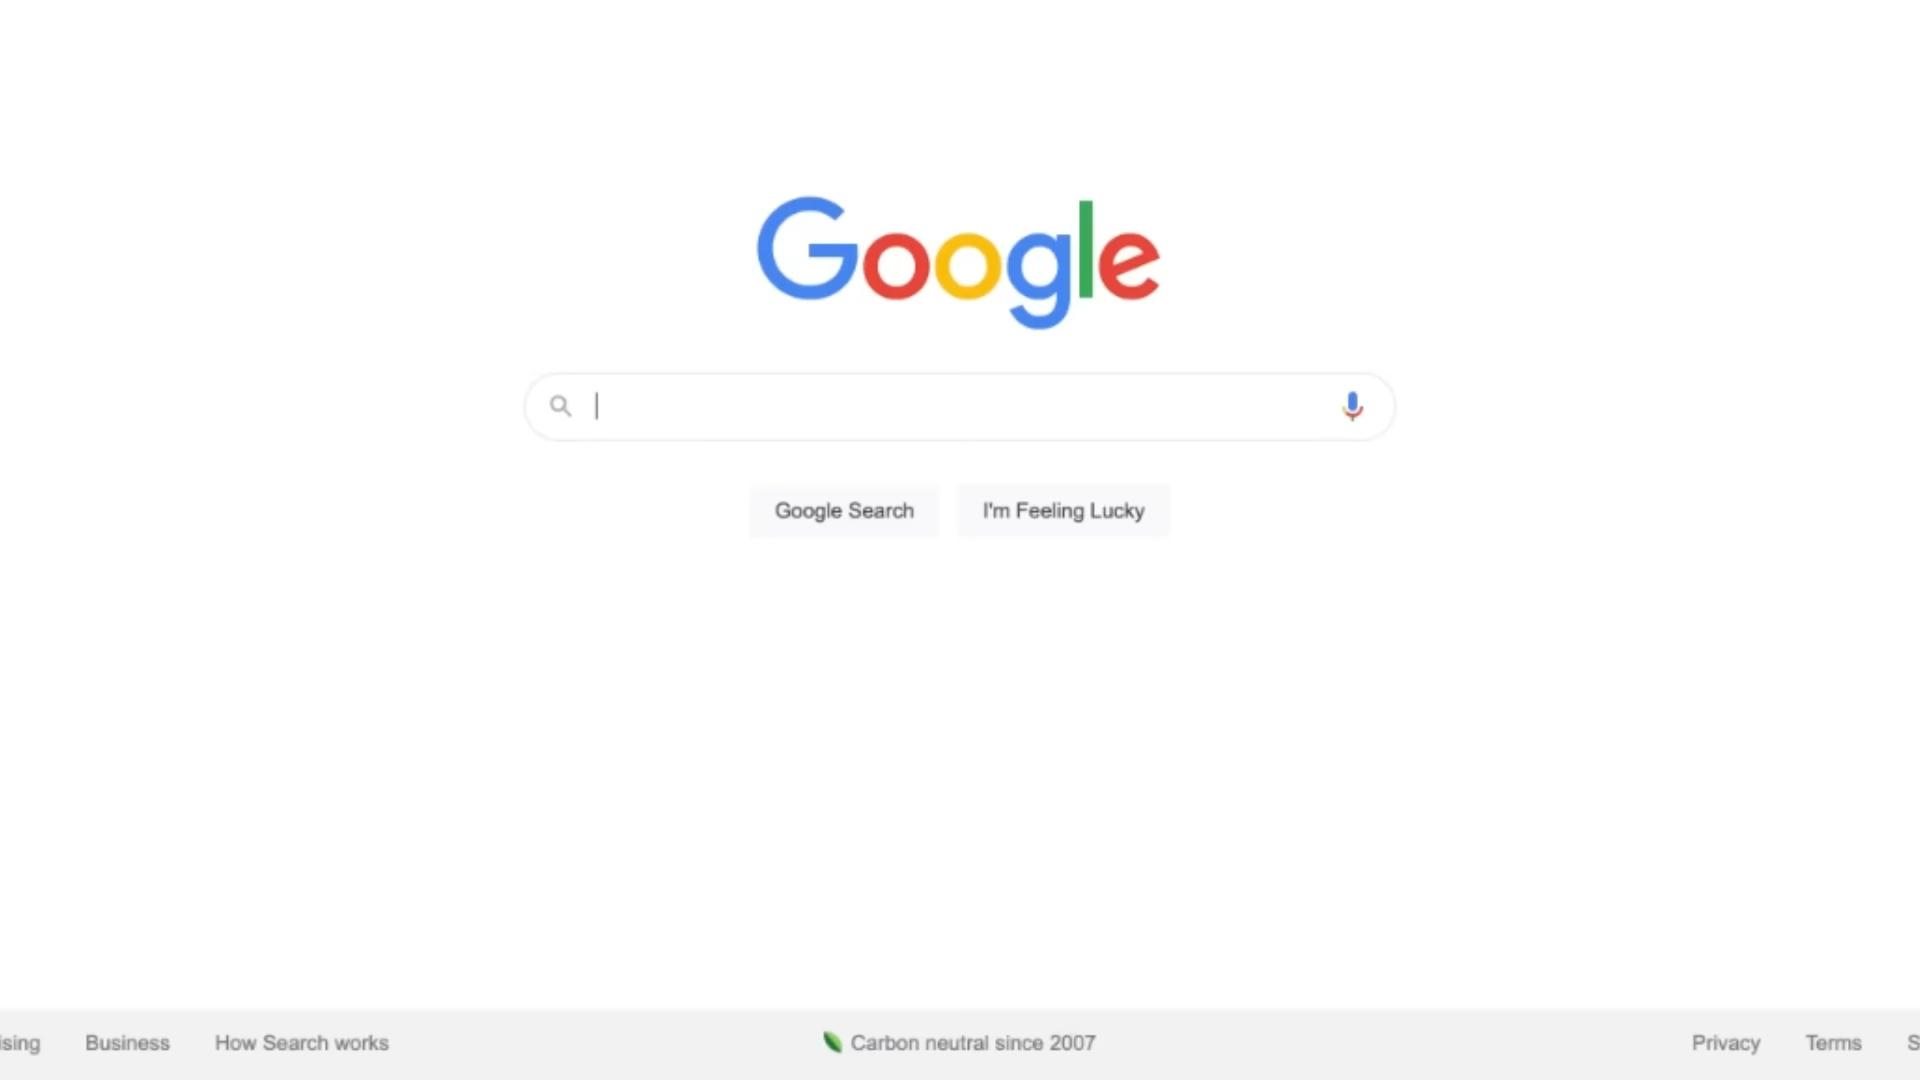 Google
Google Search
I'm Feeling Lucky
Business
How Search works
Carbon neutral since 2007
Privacy
Terms